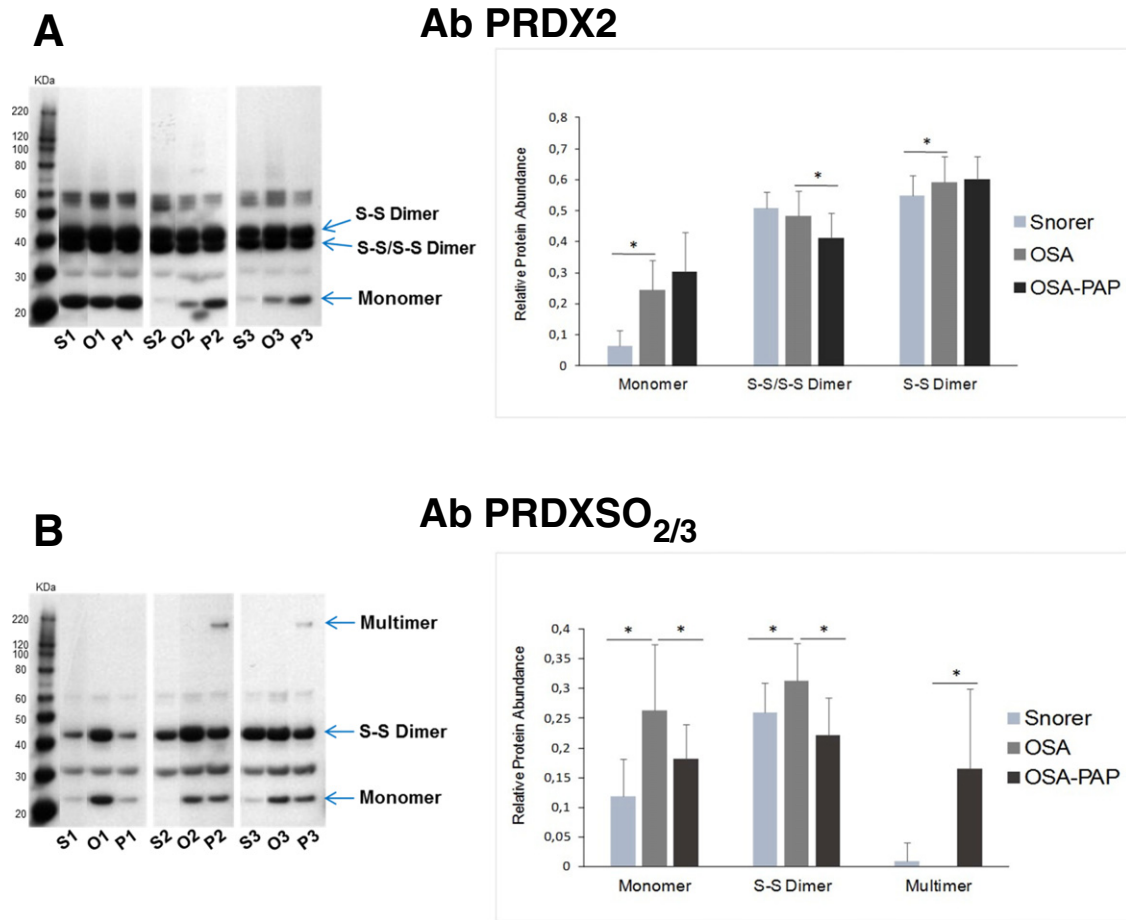 A
Ab PRDX2
KDa
220
120
100
80
60
50
40
30
20
S-S Dimer
S-S/S-S Dimer
Monomer
S1 O1 P1 S2 O2 P2 S3 O3 P3
Relative Protein Abundance
0,8
0,7
0,6
0,5
0,4
0,3
0,2
0,1
0
* * *
Monomer S-S/S-S Dimer S-S Dimer
Snorer
OSA
OSA-PAP
B
Ab PRDXSO2/3
KDa
220
120
100
80
60
50
40
30
20
Multimer
S-S Dimer
Monomer
S1 O1 P1 S2 O2 P2 S3 O3 P3
Relative Protein Abundance
0,4
0,35
0,3
0,25
0,2
0,15
0,1
0,05
0
* * * * *
Monomer S-S Dimer Multimer
Snorer
OSA
OSA-PAP